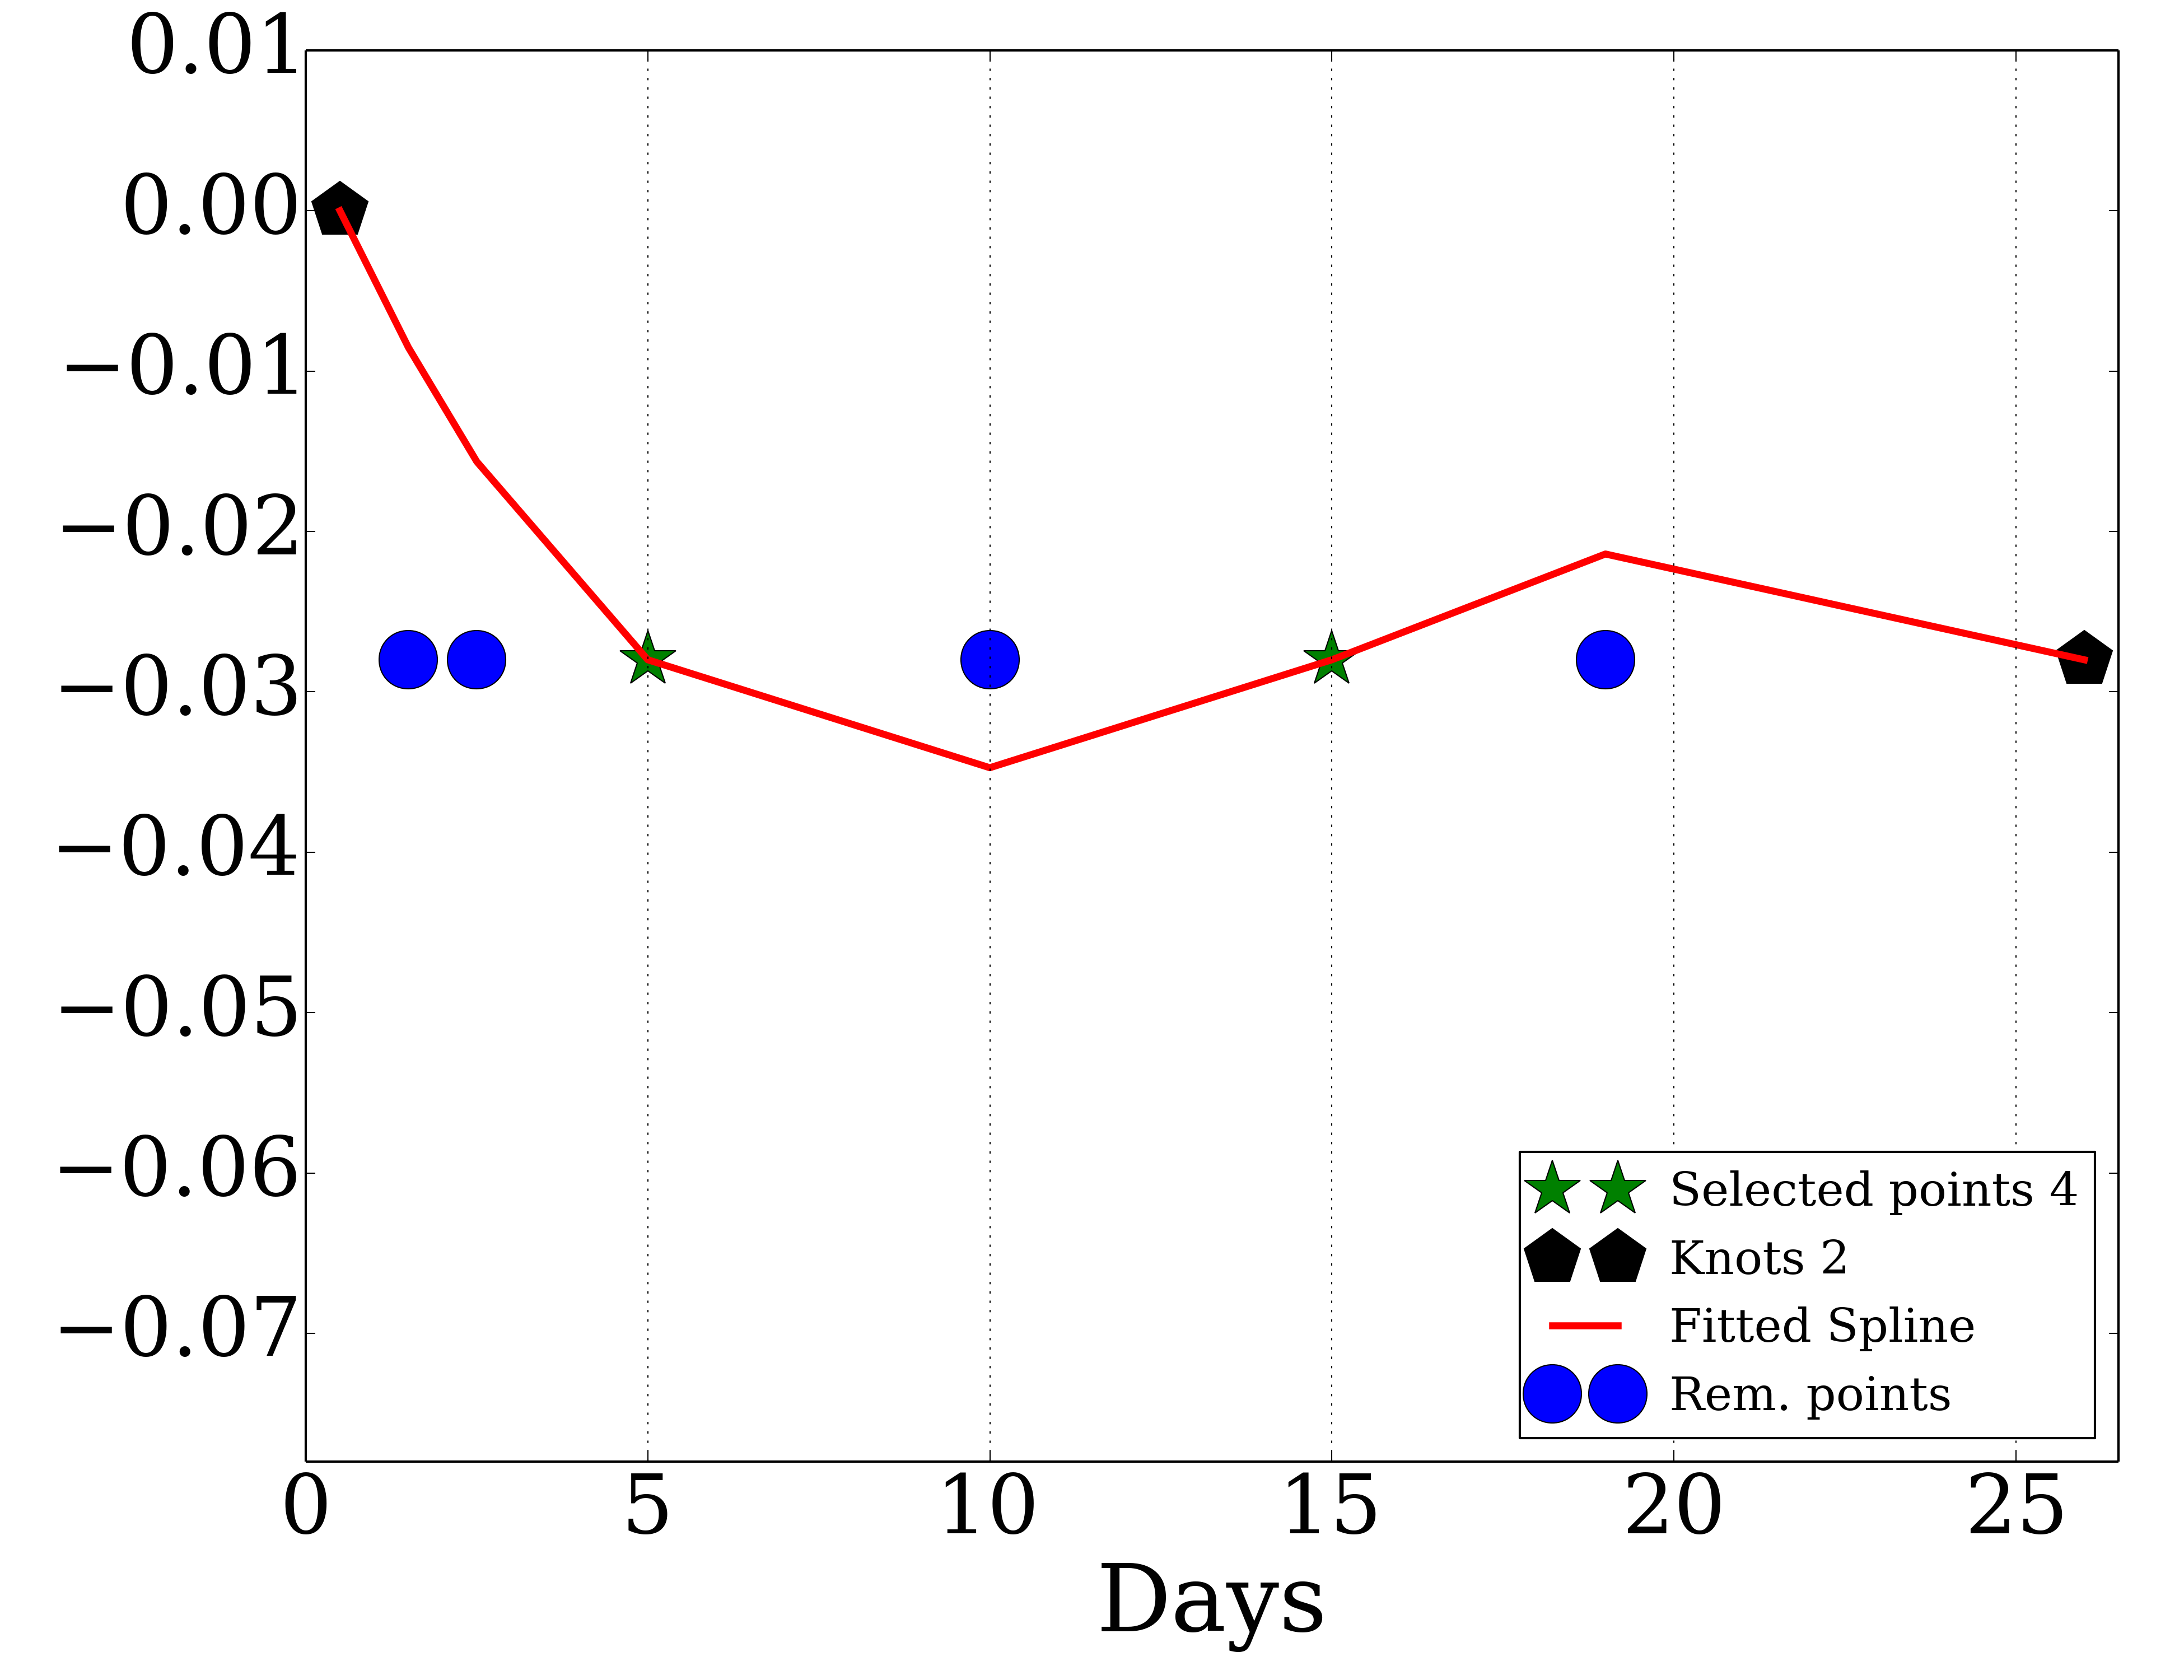 0.01
0.00
−0.01
−0.02
−0.03
−0.04
−0.05
−0.06
−0.07
Selected points 4
Knots 2
Fitted Spline
Rem. points
0 5 10 15 20 25
Days